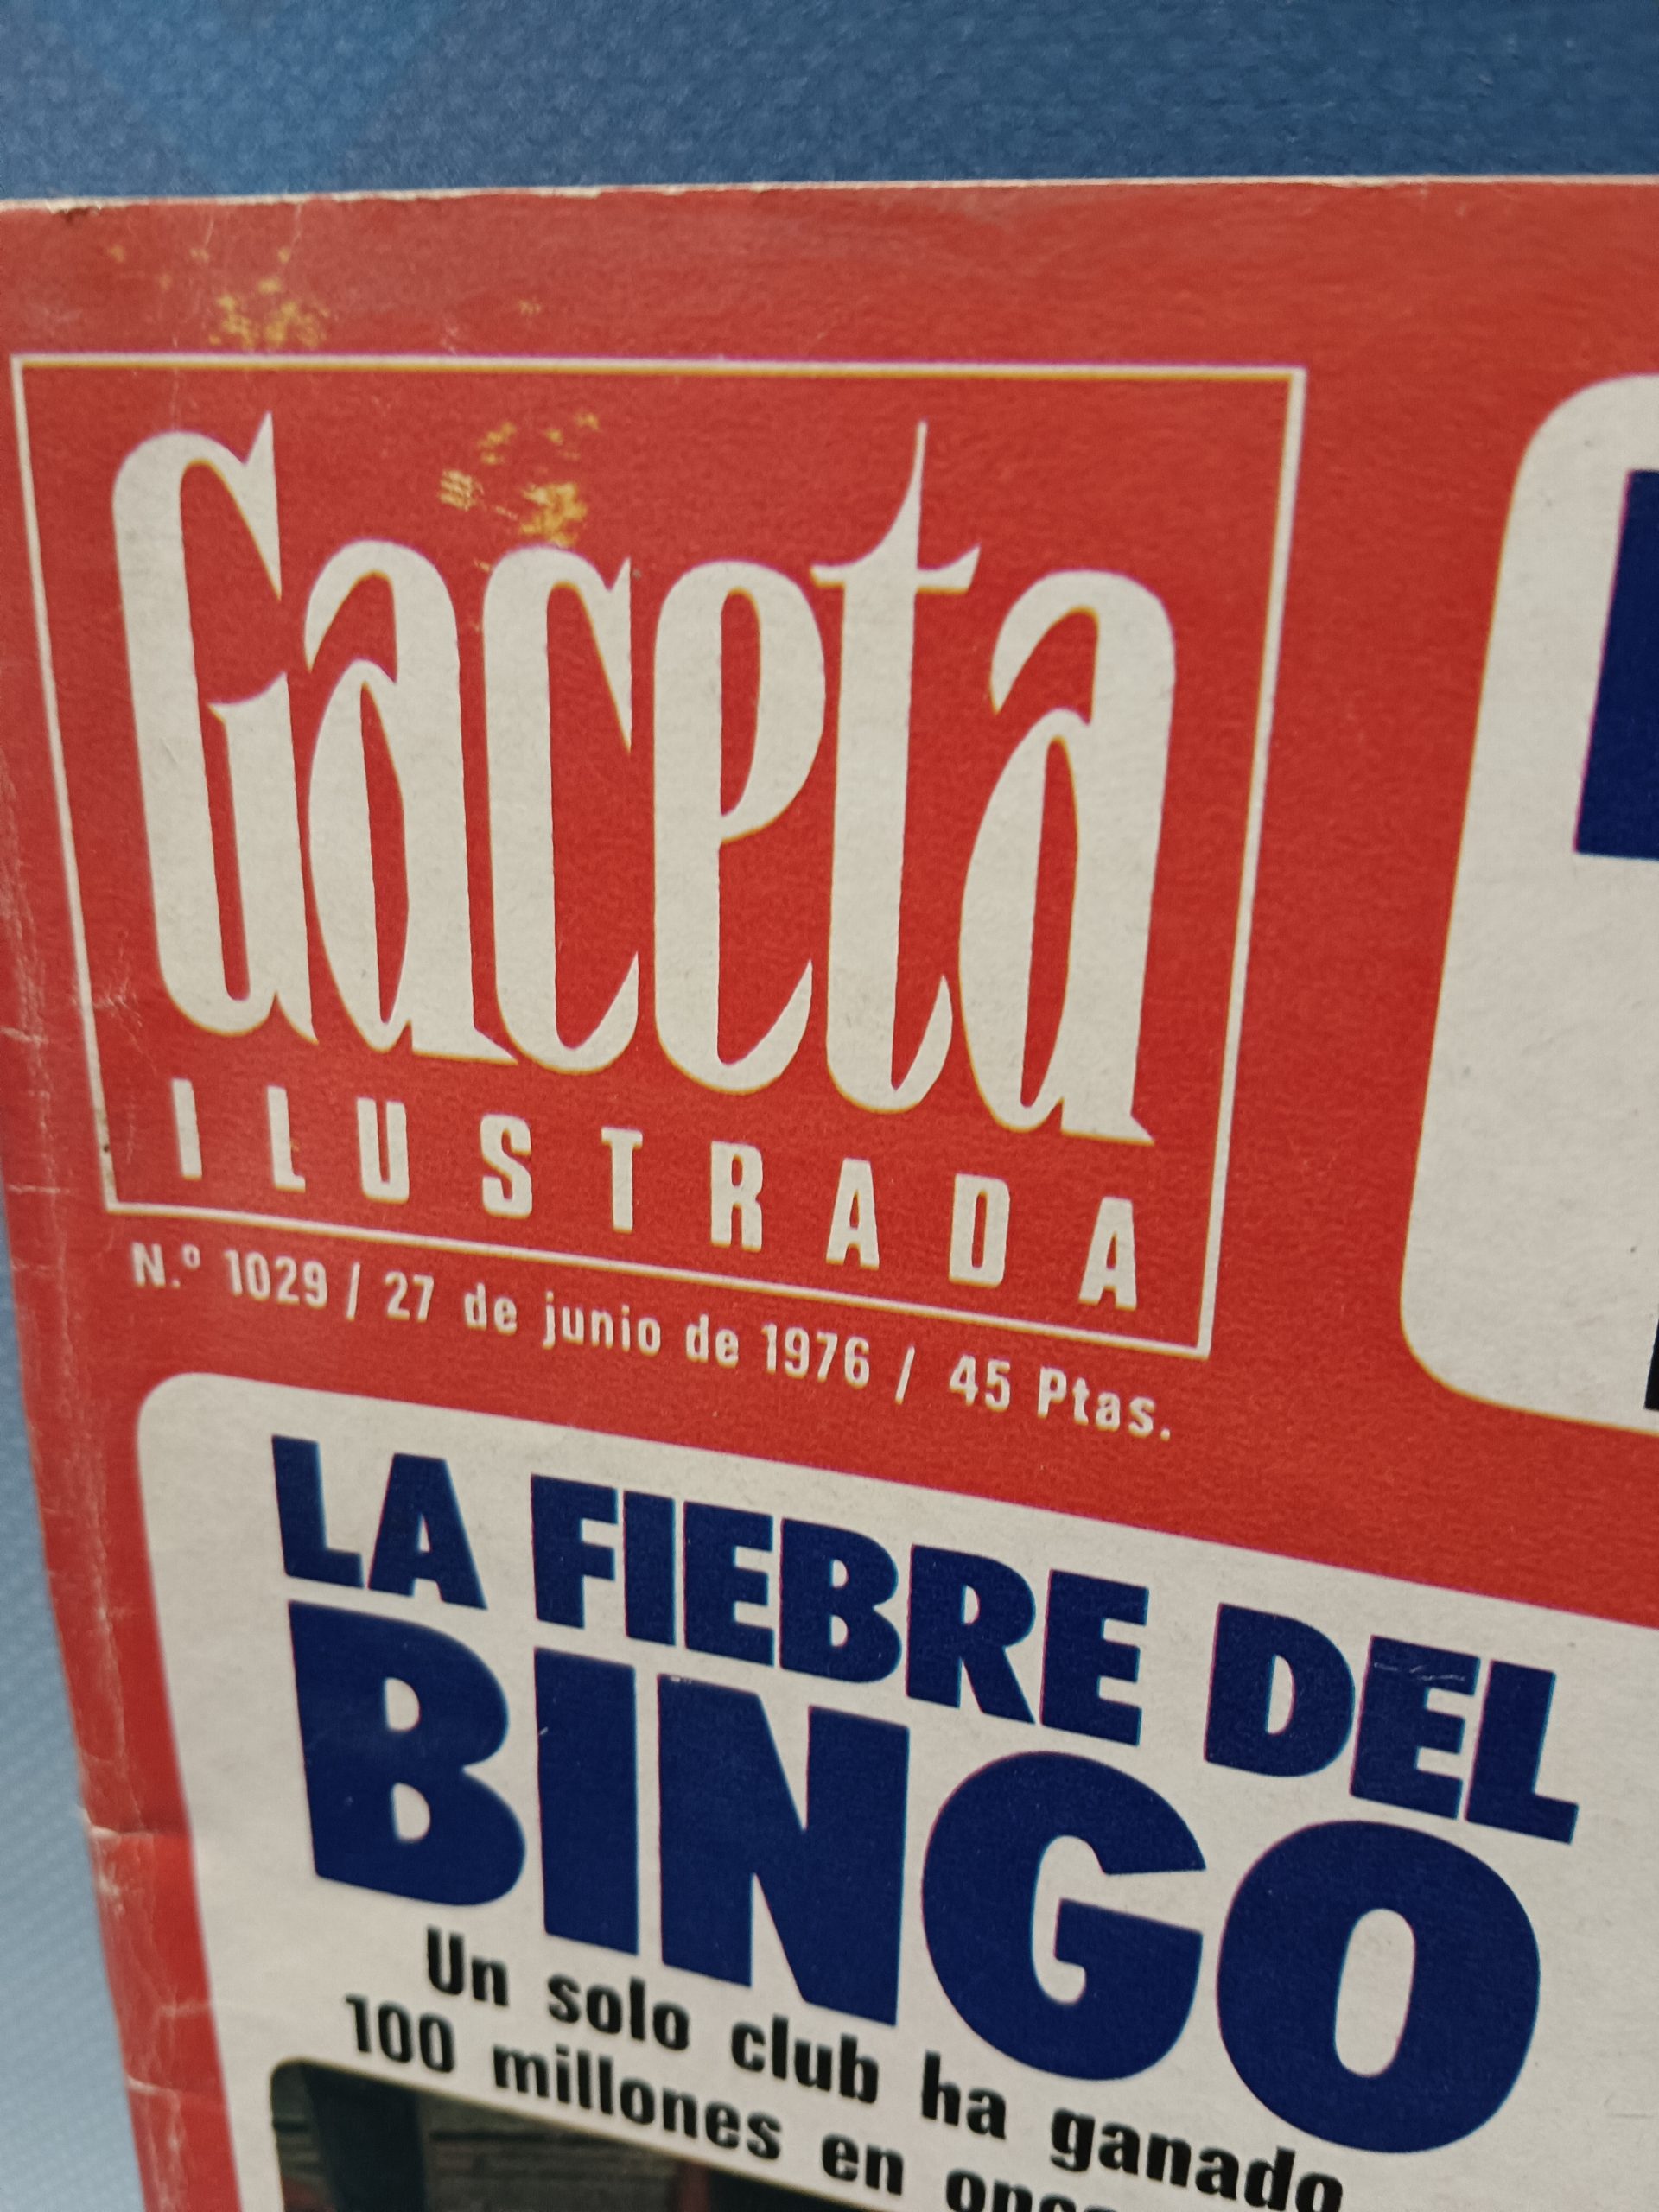 Gaceta
ILUSTRADA
N.º 1029 / 27 de junio de 1976 / 45 Ptas.
LA FIEBRE DEL
BINGO
Un solo club ha ganado
100 millones en